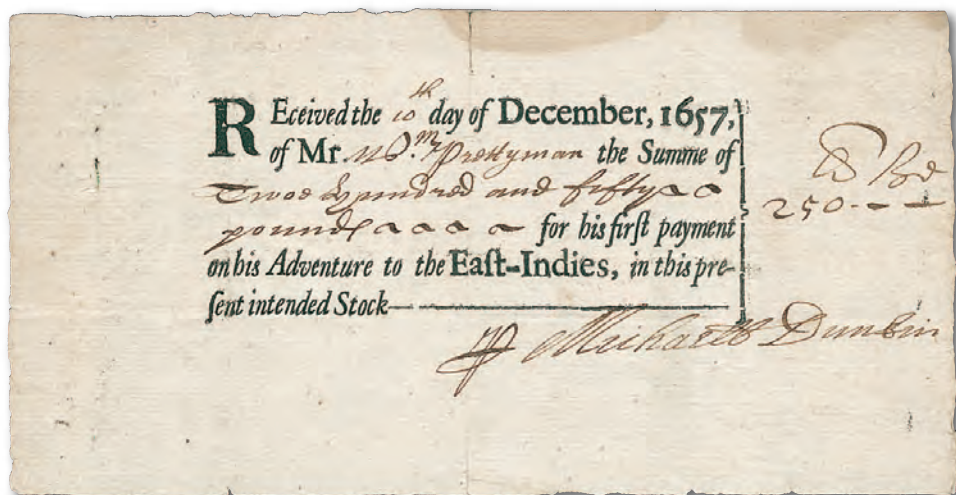 REceived the 10th day of December, 1657,
of Mr. Wm. Prettyman the Summe of
Twoe Hundred and fifty
pounds for his firſt payment
on his Adventure to the Eaſt-Indies, in this pre-
ſent intended Stock
250
Michaell Dunkin